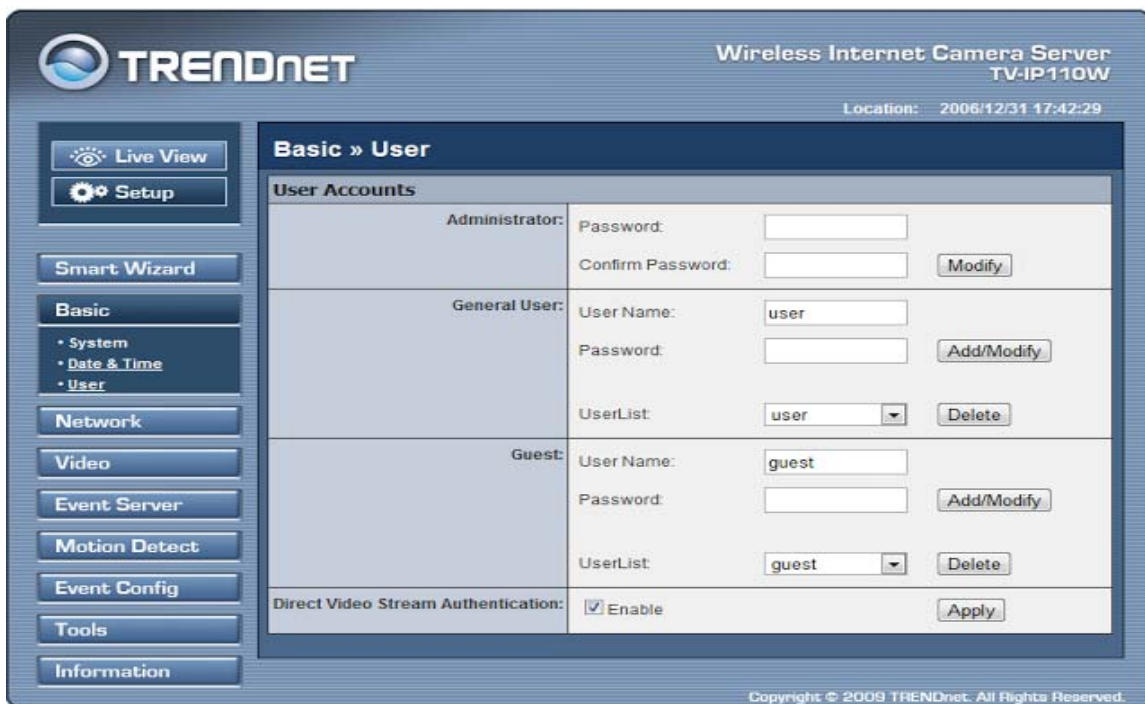 TRENDNET
Wireless Internet Camera Server
TV-IP110W
Location: 2006/12/31 17:42:29
Live View
Setup
Smart Wizard
Basic
• System
• Date & Time
• User
Network
Video
Event Server
Motion Detect
Event Config
Tools
Information
Basic » User
User Accounts
Administrator:
Password:
Confirm Password: Modify
General User:
User Name: user
Password: Add/Modify
UserList: user Delete
Guest:
User Name: guest
Password: Add/Modify
UserList: guest Delete
Direct Video Stream Authentication: Enable Apply
Copyright © 2009 TRENDnet. All Rights Reserved.